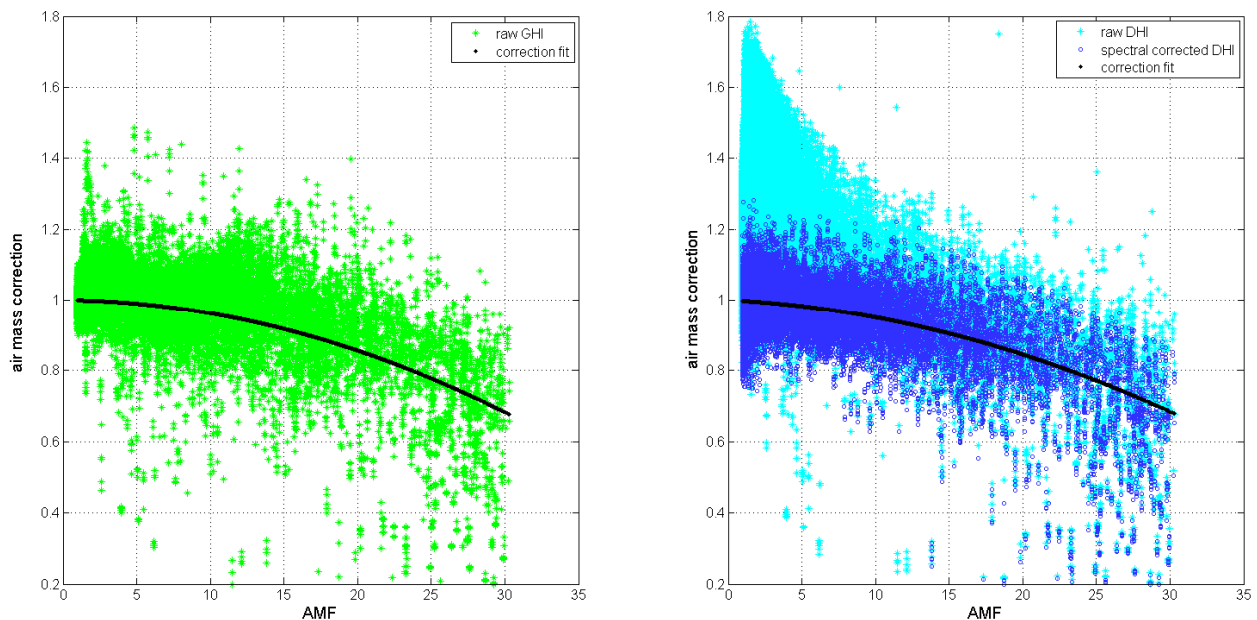 raw GHI
correction fit
air mass correction
1.8
1.6
1.4
1.2
1
0.8
0.6
0.4
0.2
0 5 10 15 20 25 30 35
AMF
raw DHI
spectral corrected DHI
correction fit
air mass correction
1.8
1.6
1.4
1.2
1
0.8
0.6
0.4
0.2
0 5 10 15 20 25 30 35
AMF